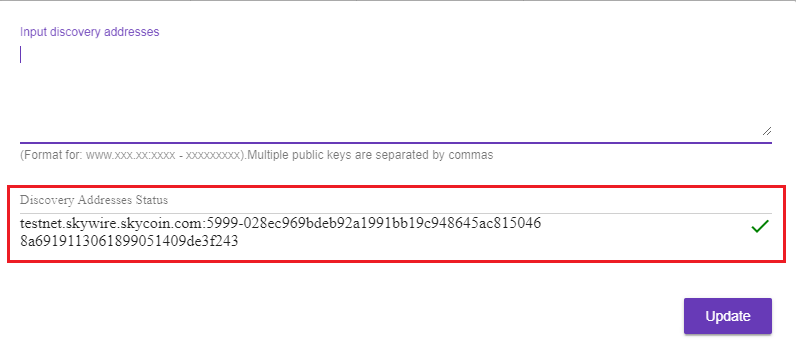 Input discovery addresses
(Format for: www.xxx.xx:xxxx - xxxxxxxxx).Multiple public keys are separated by commas
Discovery Addresses Status
testnet.skywire.skycoin.com:5999-028ec969bdeb92a1991bb19c948645ac815046
8a6919113061899051409de3f243
Update